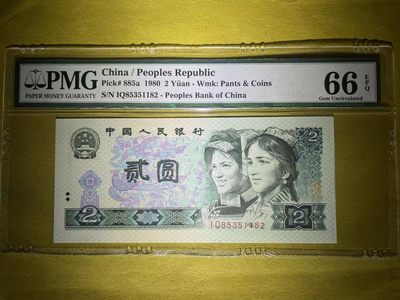 PMG
PAPER MONEY GUARANTY
China / Peoples Republic
Pick# 885a 1980 2 Yüan - Wmk: Pants & Coins
S/N IQ85351182 - Peoples Bank of China
66 EPQ
Gem Uncirculated
中国人民银行
2
贰圆
IQ85351182
2
2